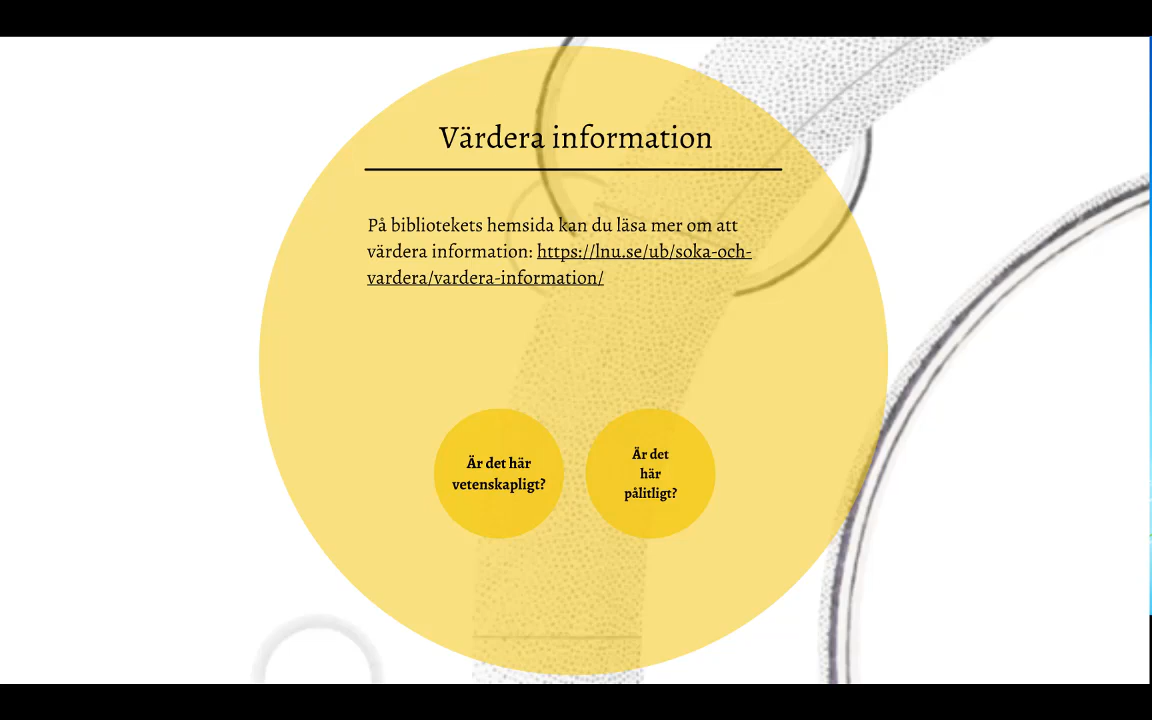 Värdera information
På bibliotekets hemsida kan du läsa mer om att
värdera information: https://lnu.se/ub/soka-och-
vardera/vardera-information/
Är det här
vetenskapligt?
Är det
här
pålitligt?